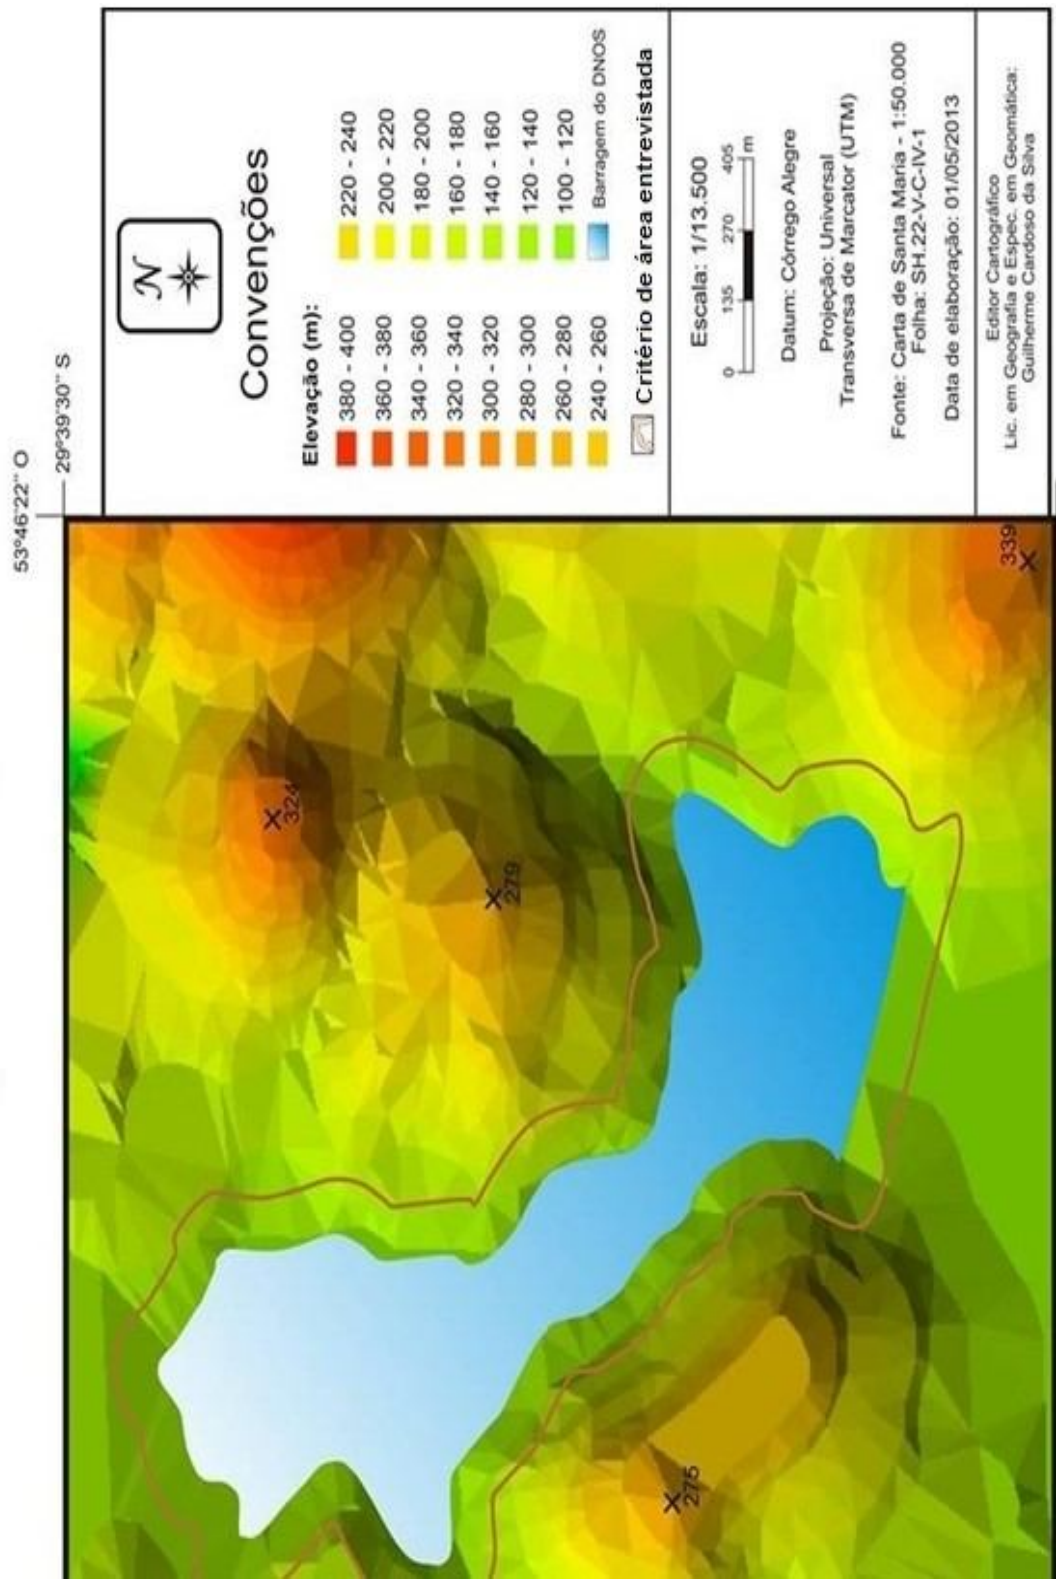 53°46'22" O
29°39'30" S
N
Convenções
Elevação (m):
380 - 400
360 - 380
340 - 360
320 - 340
300 - 320
280 - 300
260 - 280
240 - 260
220 - 240
200 - 220
180 - 200
160 - 180
140 - 160
120 - 140
100 - 120
Barragem do DNOS
Critério de área entrevistada
Escala: 1/13.500
0 135 270 405 m
Datum: Córrego Alegre
Projeção: Universal
Transversa de Marcator (UTM)
Fonte: Carta de Santa Maria - 1:50.000
Folha: SH.22-V-C-IV-1
Data de elaboração: 01/05/2013
Editor Cartográfico
Lic. em Geografia e Espec. em Geomática:
Guilherme Cardoso da Silva
324
279
275
339